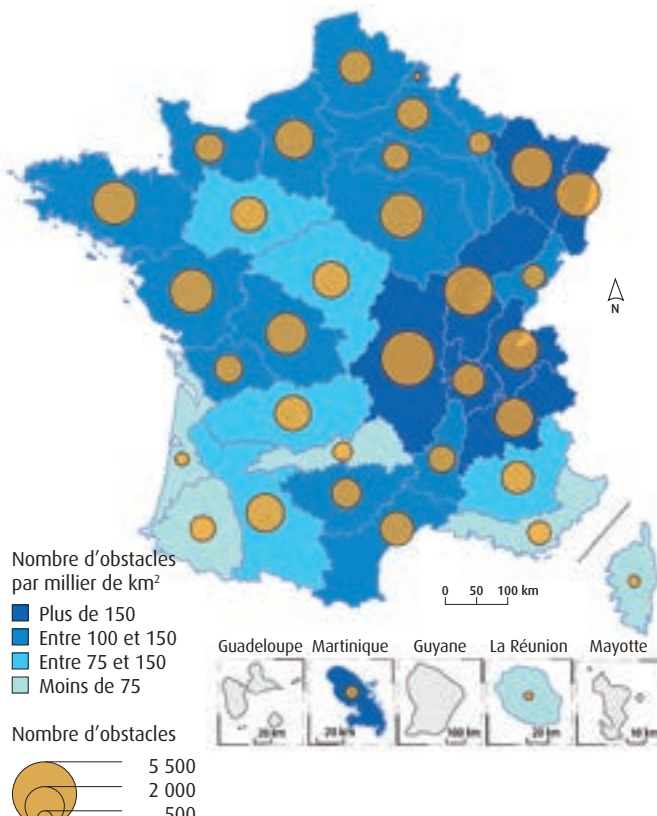 N
Nombre d'obstacles
par millier de km²
Plus de 150
Entre 100 et 150
Entre 75 et 150
Moins de 75
0 50 100 km
Guadeloupe Martinique Guyane La Réunion Mayotte
20 km 20 km 100 km 20 km 10 km
Nombre d'obstacles
5 500
2 000
500